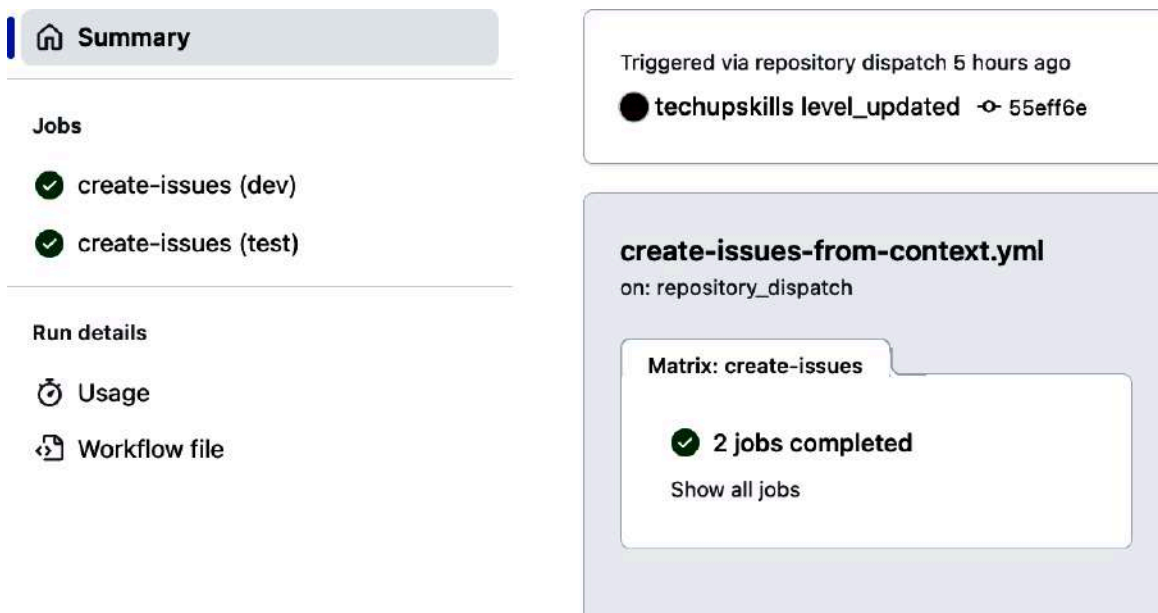 Summary
Jobs
create-issues (dev)
create-issues (test)
Run details
Usage
Workflow file
Triggered via repository dispatch 5 hours ago
techupskills level_updated 55eff6e
create-issues-from-context.yml
on: repository_dispatch
Matrix: create-issues
2 jobs completed
Show all jobs